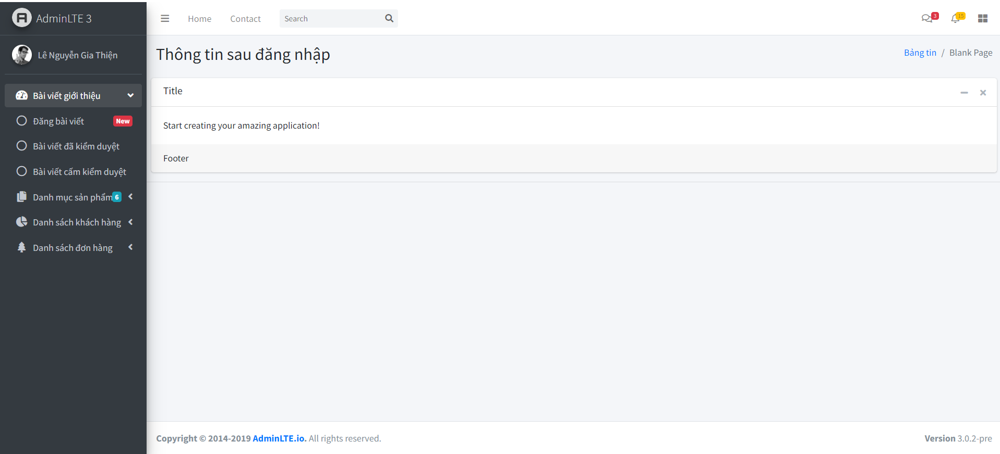 AdminLTE 3
Lê Nguyễn Gia Thiện
Bài viết giới thiệu
Đăng bài viết New
Bài viết đã kiểm duyệt
Bài viết cấm kiểm duyệt
Danh mục sản phẩm 6
Danh sách khách hàng
Danh sách đơn hàng
Home Contact Search 3 15
Thông tin sau đăng nhập
Bảng tin / Blank Page
Title
Start creating your amazing application!
Footer
Copyright © 2014-2019 AdminLTE.io. All rights reserved.
Version 3.0.2-pre